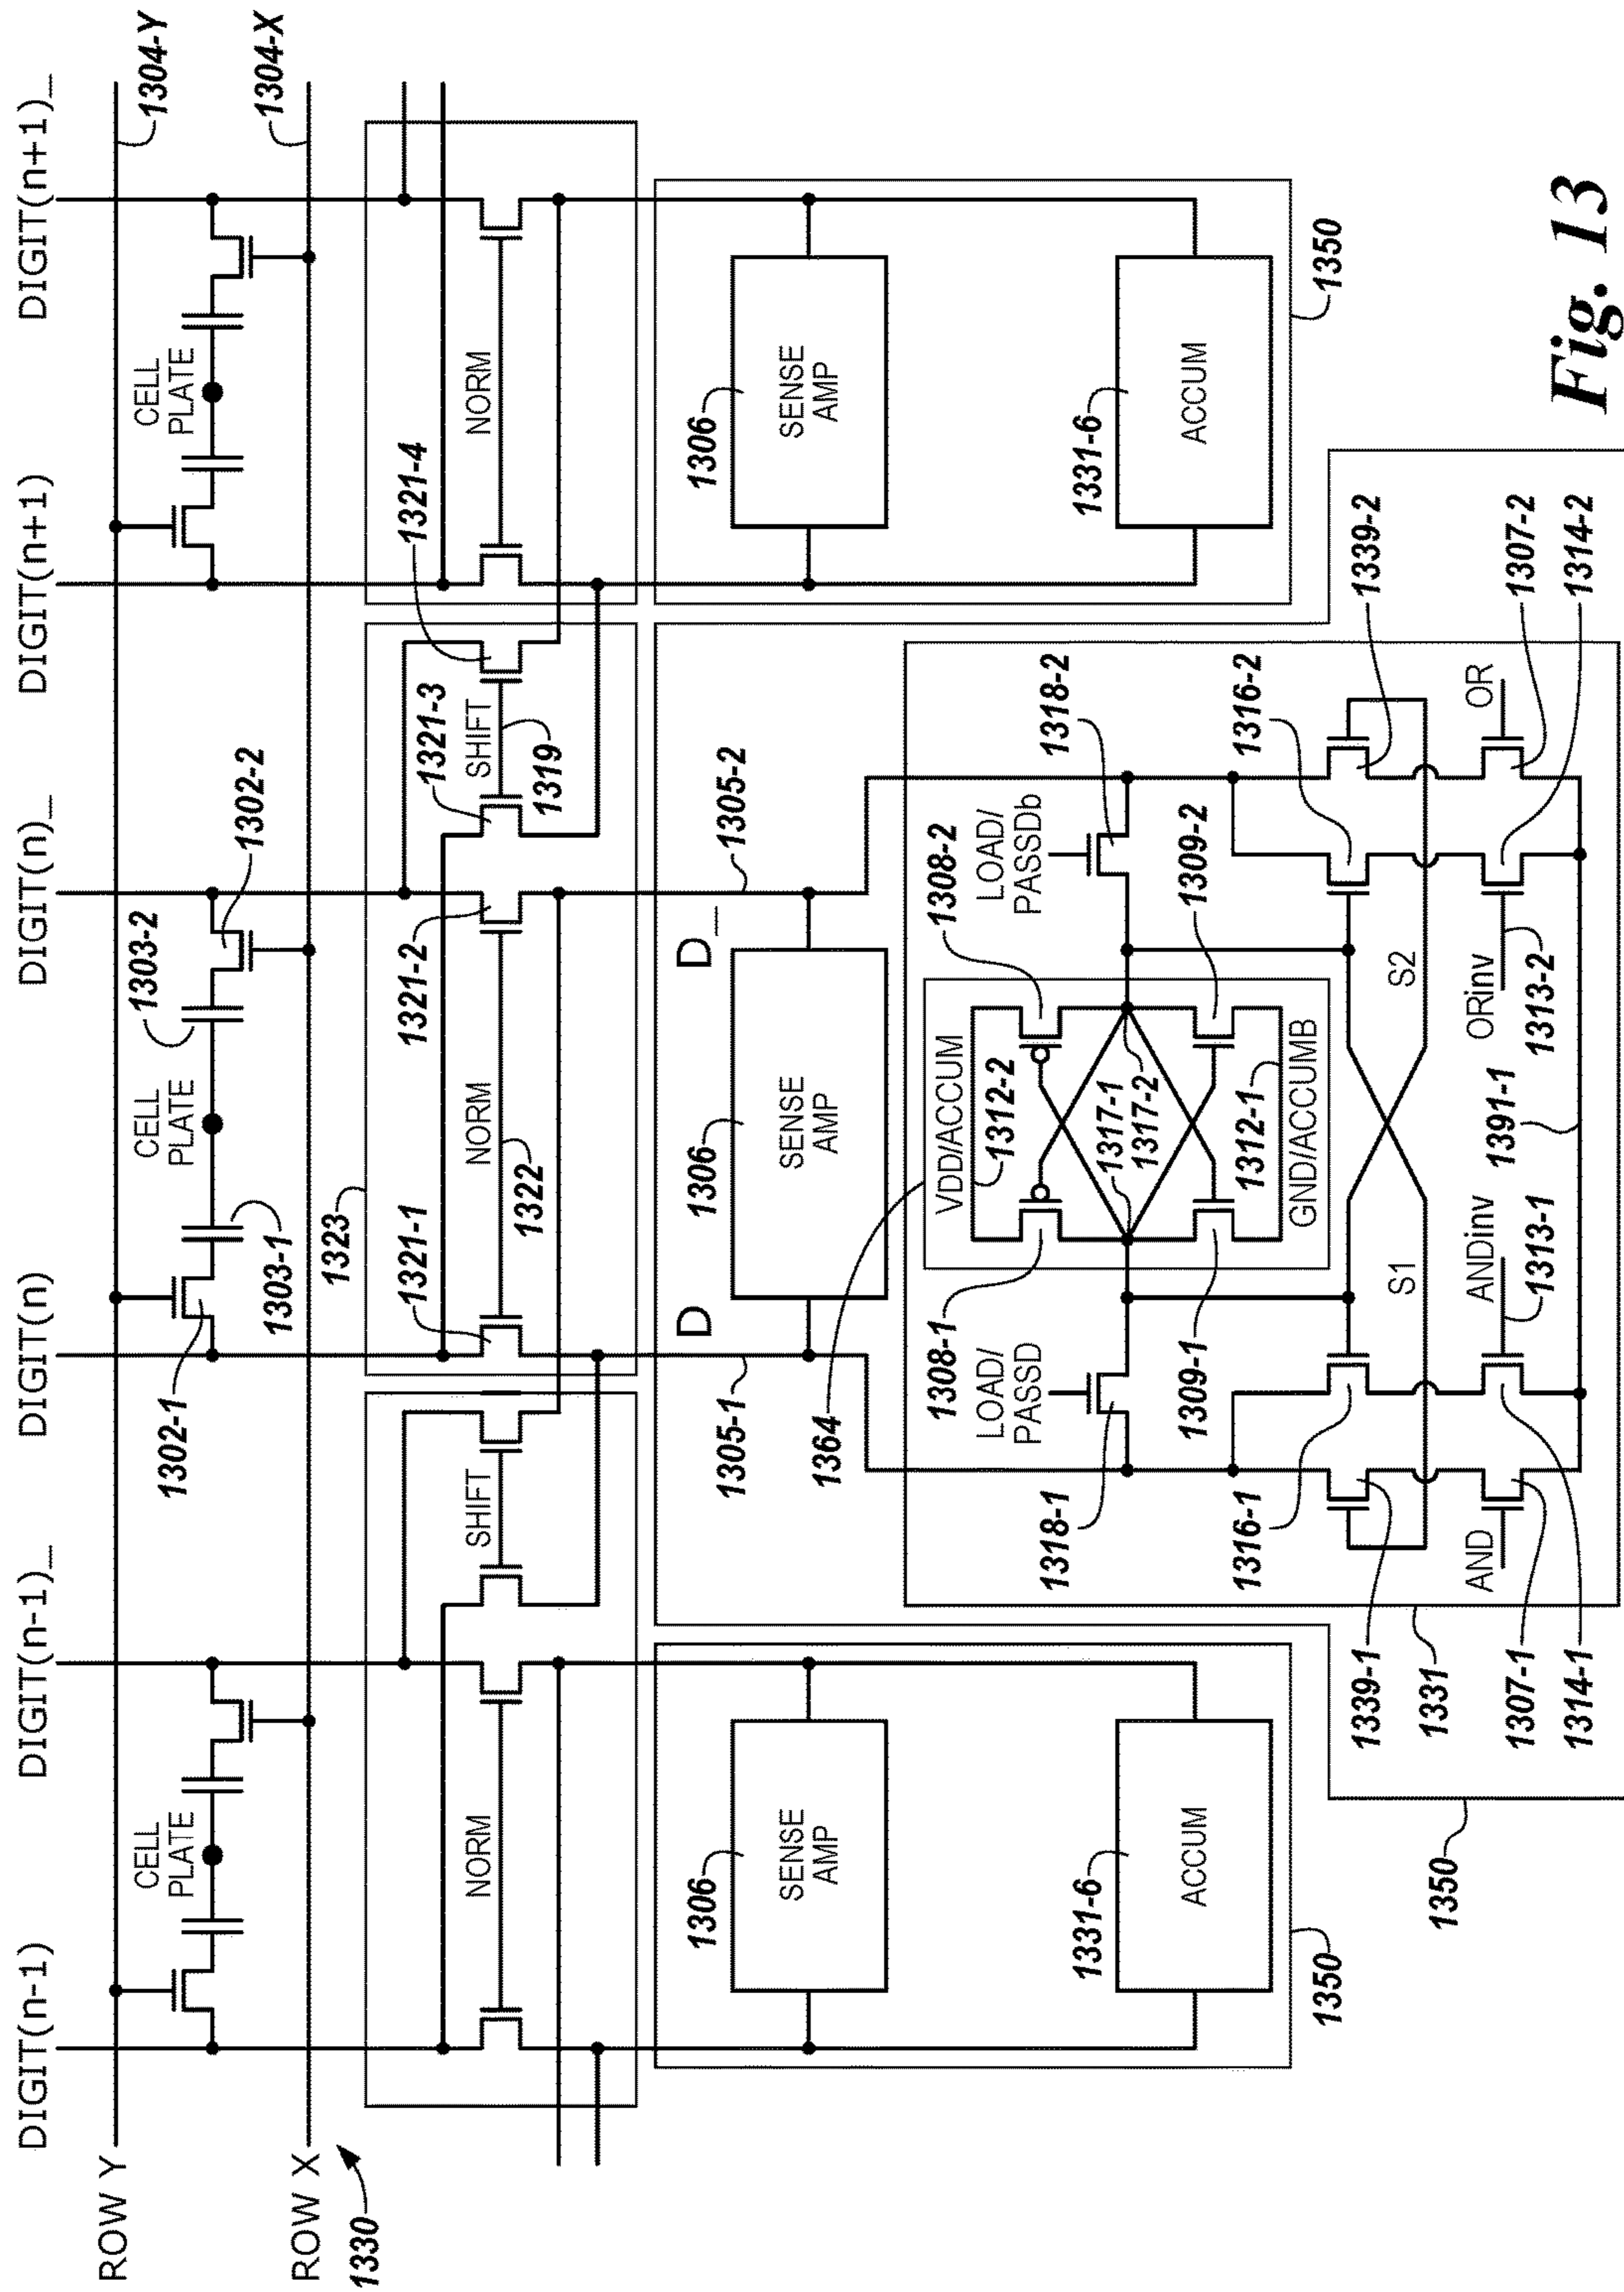 DIGIT(n-1)
DIGIT(n-1)_
DIGIT(n)
DIGIT(n)_
DIGIT(n+1)
DIGIT(n+1)_
ROW Y
1304-Y
CELL
PLATE
1302-1
1303-1
CELL
PLATE
1303-2
1302-2
CELL
PLATE
ROW X
1304-X
1330
1323
NORM
SHIFT
1321-1
NORM
1322
1321-2
1321-3
SHIFT
1319
1321-4
NORM
1305-1
D
D_
1305-2
1306
SENSE
AMP
1306
SENSE
AMP
1306
SENSE
AMP
1331-6
ACCUM
1350
1364
1318-1
LOAD/
PASSD
1308-1
1309-1
VDD/ACCUM
1312-2
1317-1
1317-2
1312-1
GND/ACCUMB
1308-2
LOAD/
PASSDb
1309-2
1318-2
1331-6
ACCUM
1350
1316-1
1339-1
1331
S1
S2
1316-2
1339-2
AND
ANDinv
1313-1
1391-1
ORinv
1313-2
OR
1307-1
1314-1
1307-2
1314-2
1350
Fig. 13